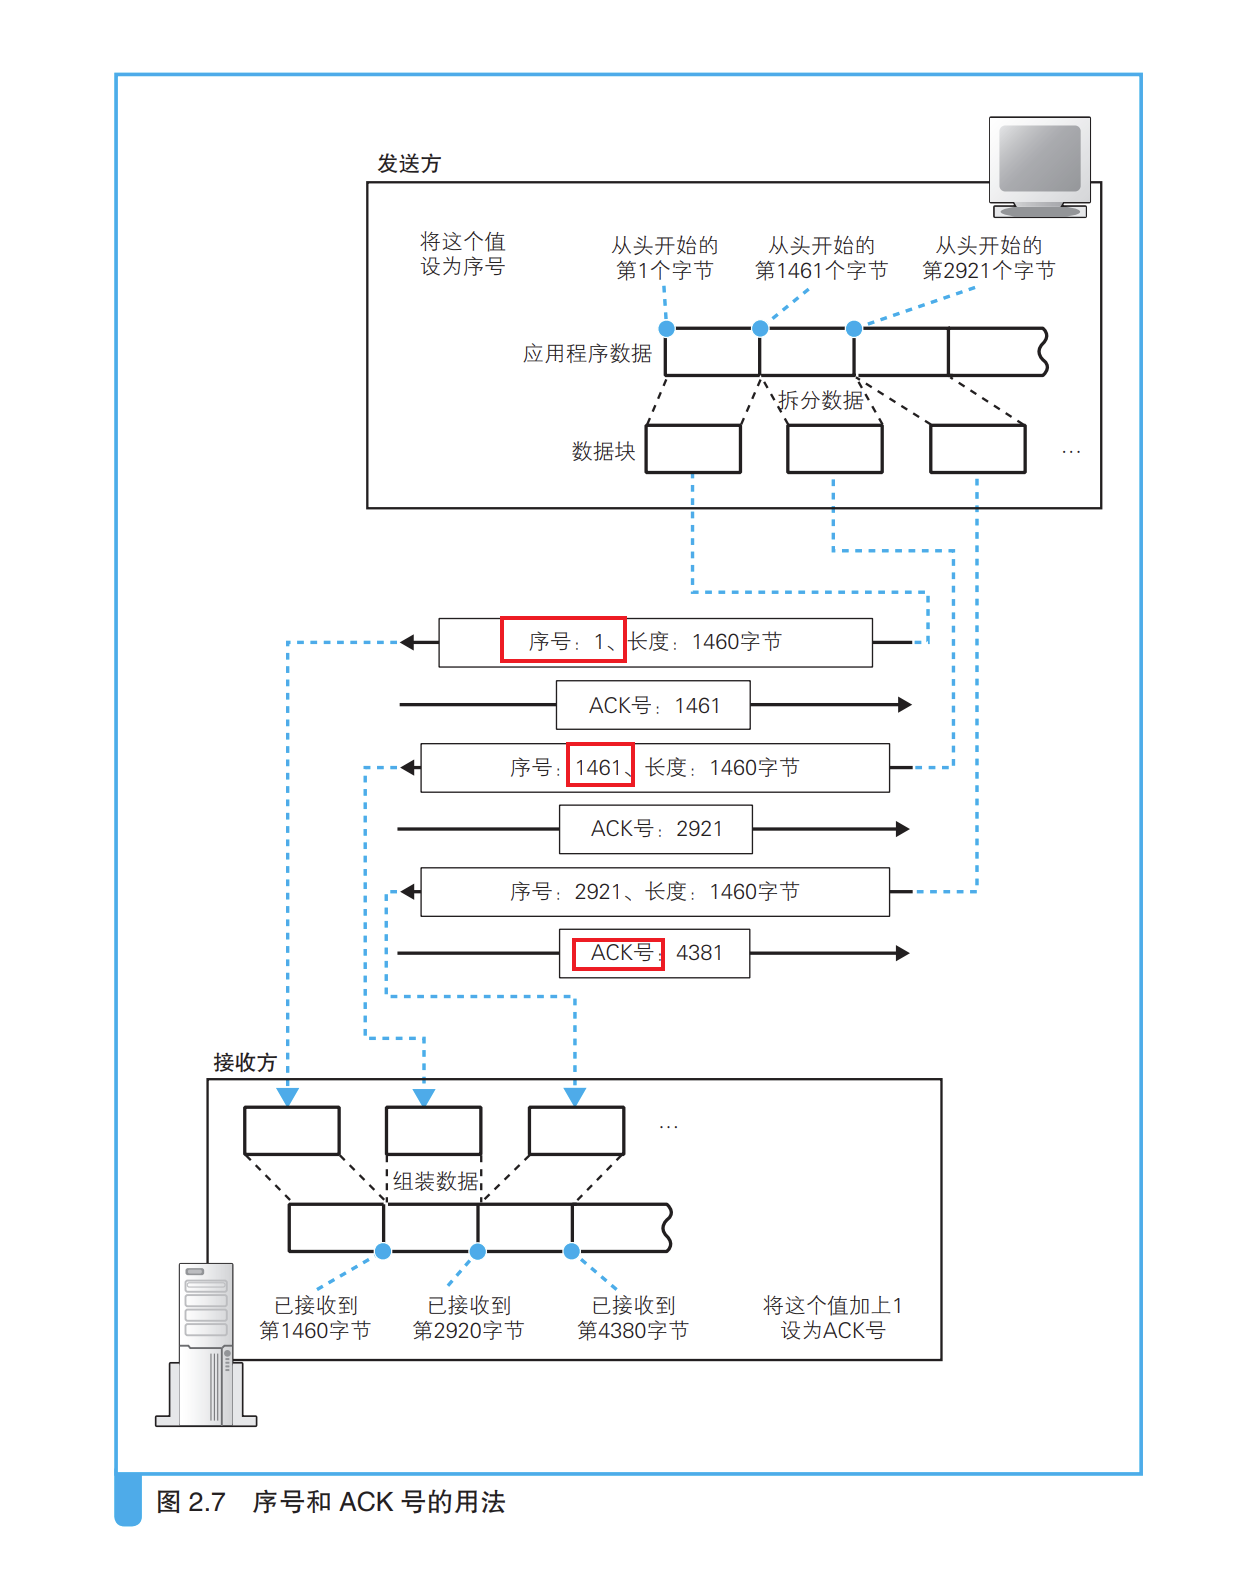 发送方
将这个值
设为序号
从头开始的
第1个字节
从头开始的
第1461个字节
从头开始的
第2921个字节
应用程序数据
拆分数据
数据块
…
序号：1、长度：1460字节
ACK号：1461
序号：1461、长度：1460字节
ACK号：2921
序号：2921、长度：1460字节
ACK号：4381
接收方
…
组装数据
已接收到
第1460字节
已接收到
第2920字节
已接收到
第4380字节
将这个值加上1
设为ACK号
图 2.7 序号和 ACK 号的用法